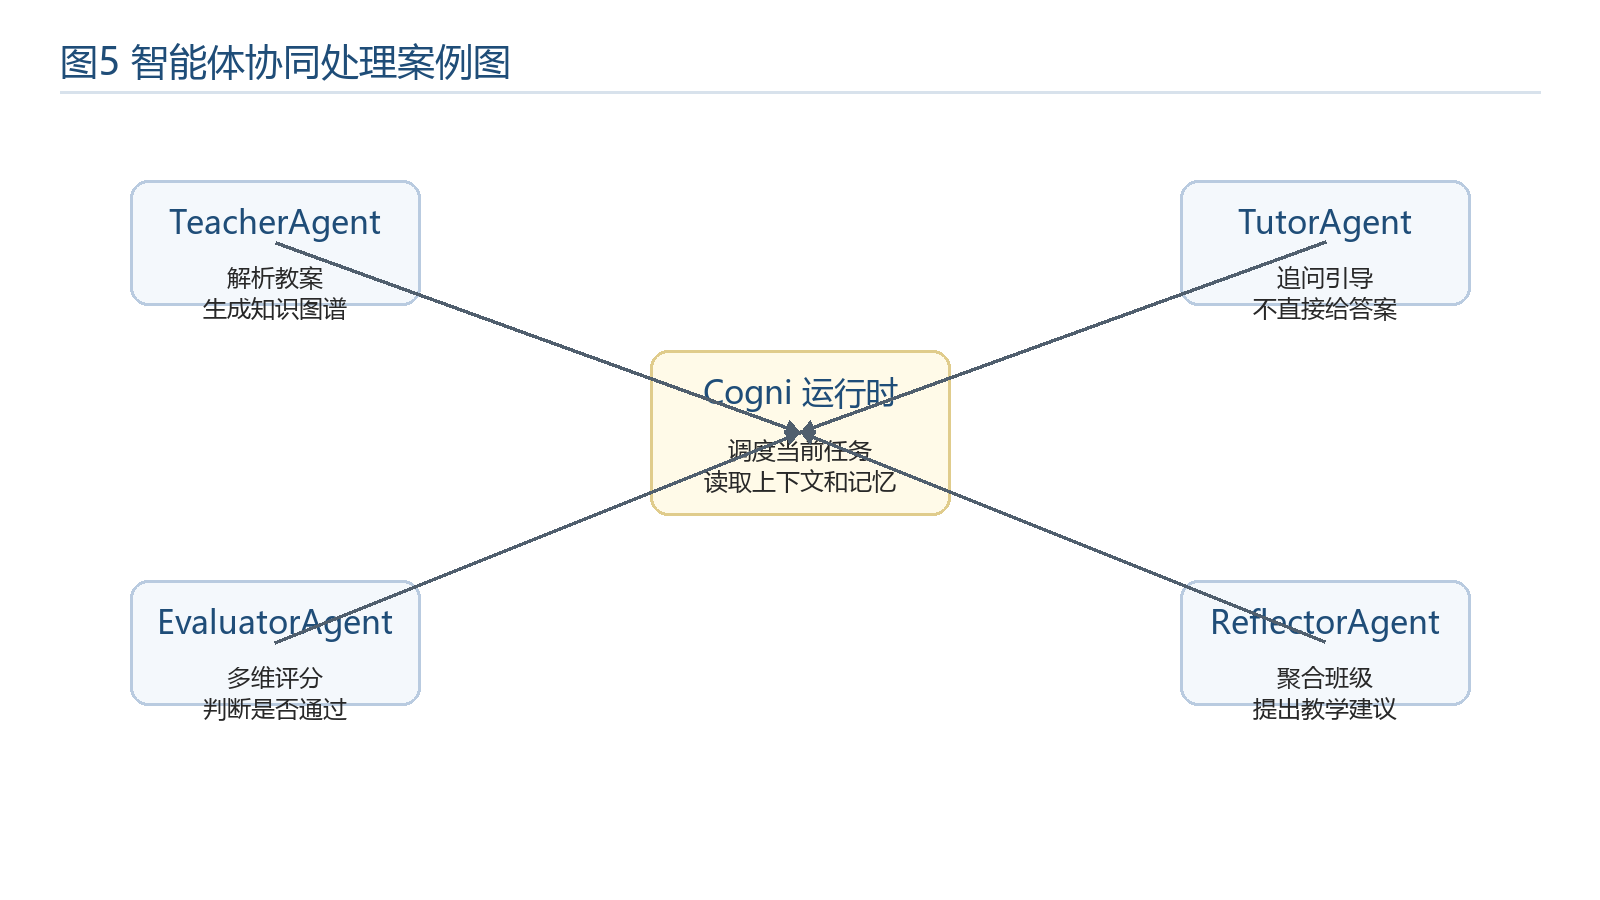 图5 智能体协同处理案例图
TeacherAgent
解析教案
生成知识图谱
TutorAgent
追问引导
不直接给答案
Cogni 运行时
调度当前任务
读取上下文和记忆
EvaluatorAgent
多维评分
判断是否通过
ReflectorAgent
聚合班级
提出教学建议